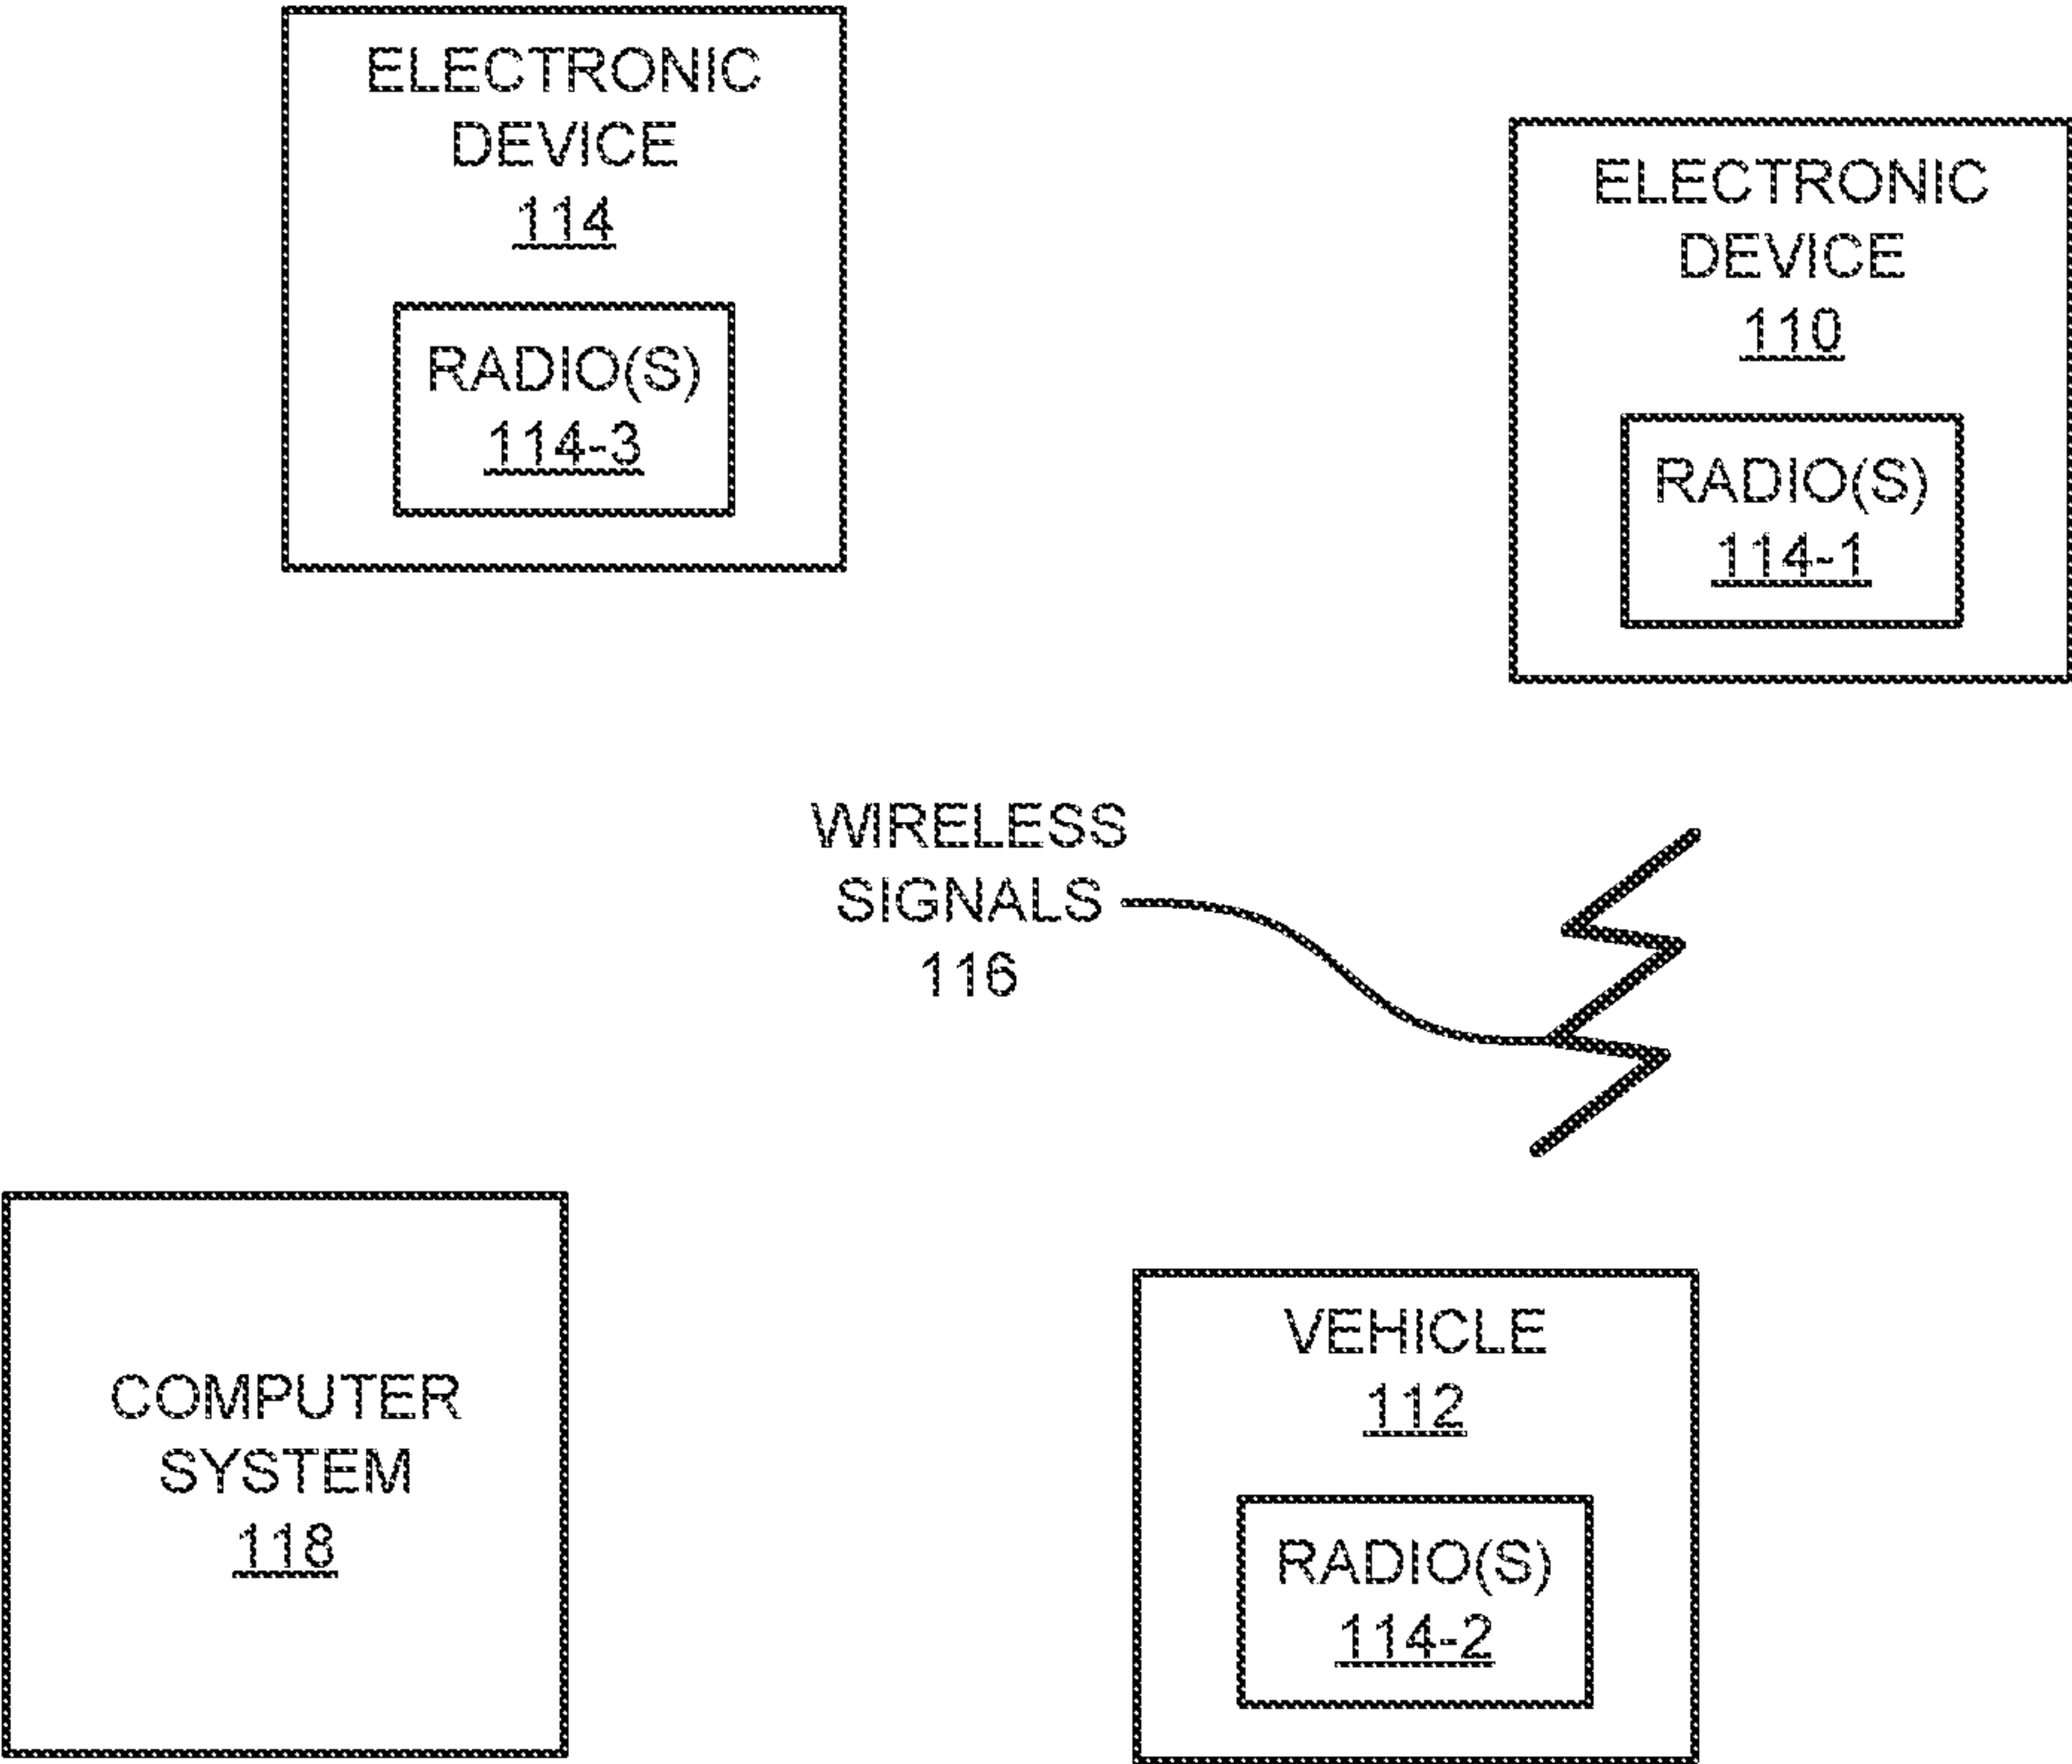 ELECTRONIC
DEVICE
114
RADIO(S)
114-3
ELECTRONIC
DEVICE
110
RADIO(S)
114-1
WIRELESS
SIGNALS
116
COMPUTER
SYSTEM
118
VEHICLE
112
RADIO(S)
114-2